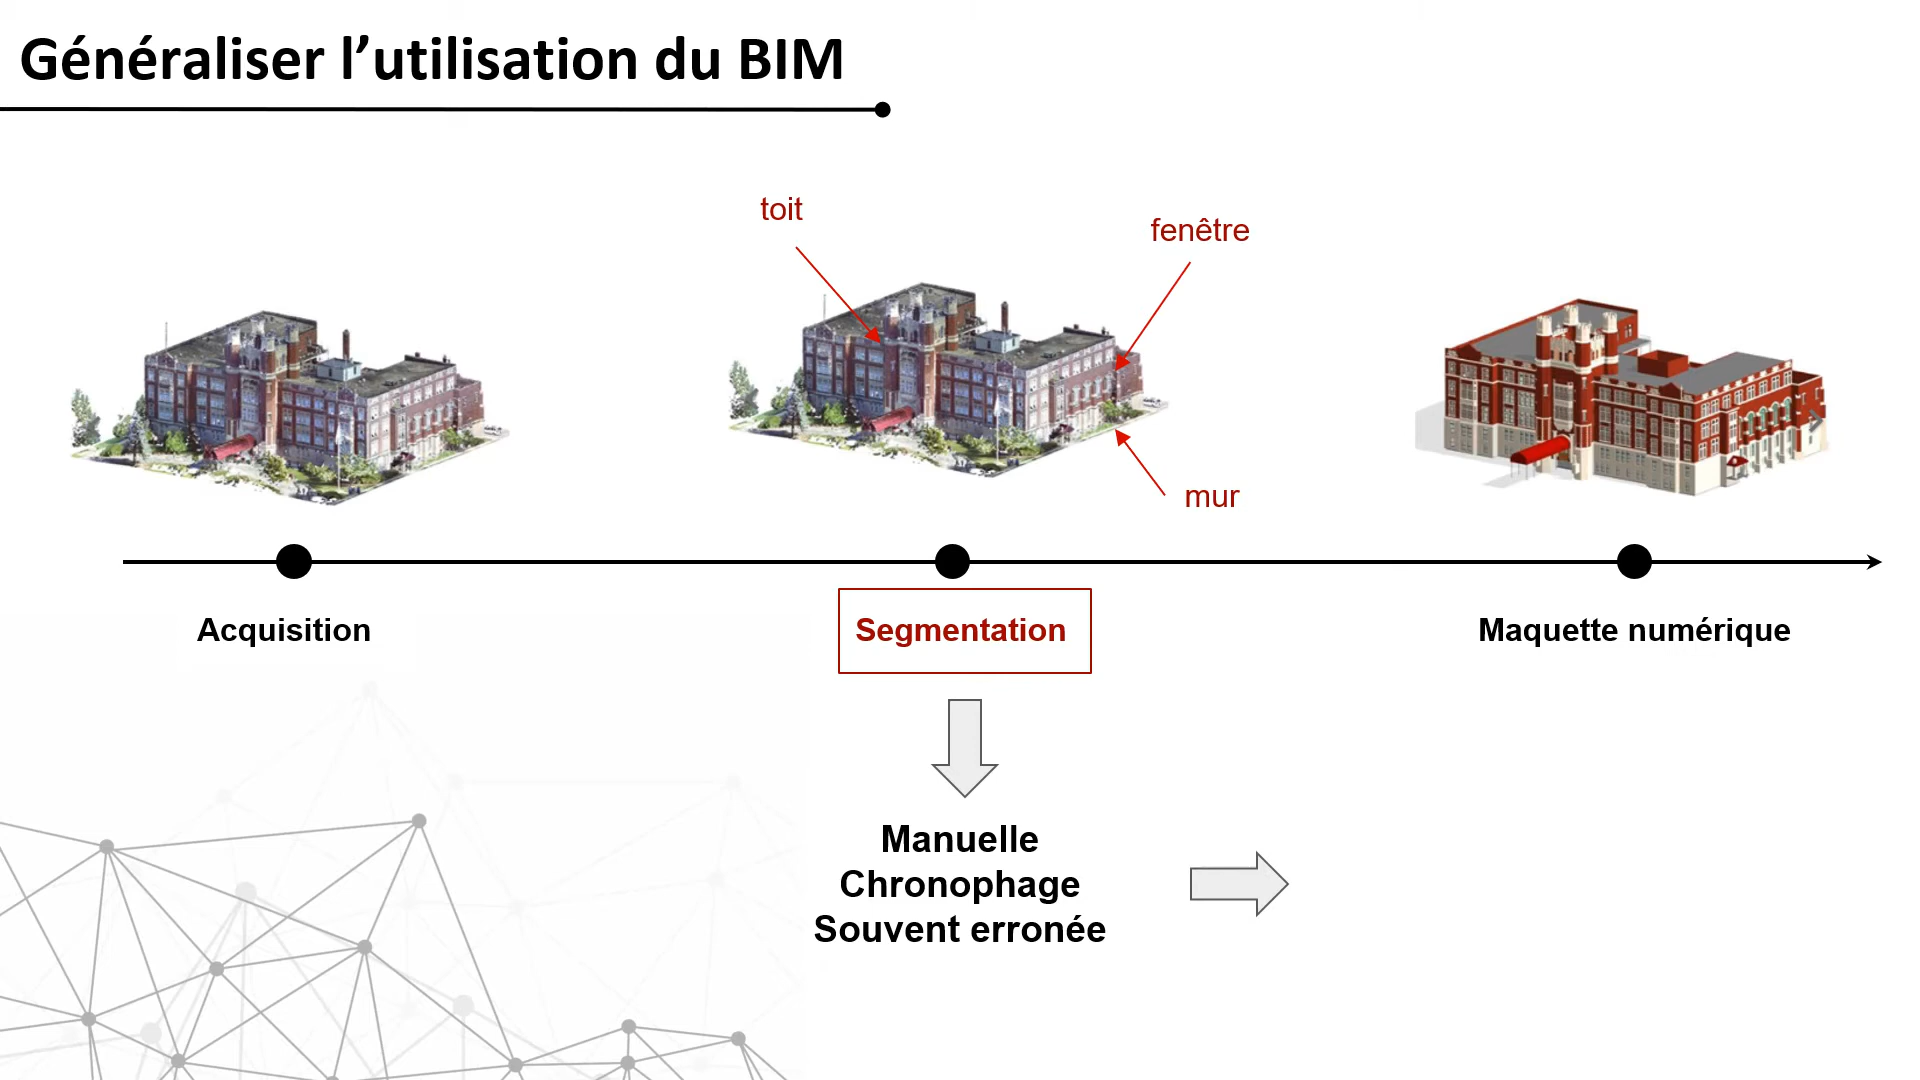 Généraliser l’utilisation du BIM
toit
fenêtre
mur
Acquisition
Segmentation
Maquette numérique
Manuelle
Chronophage
Souvent erronée